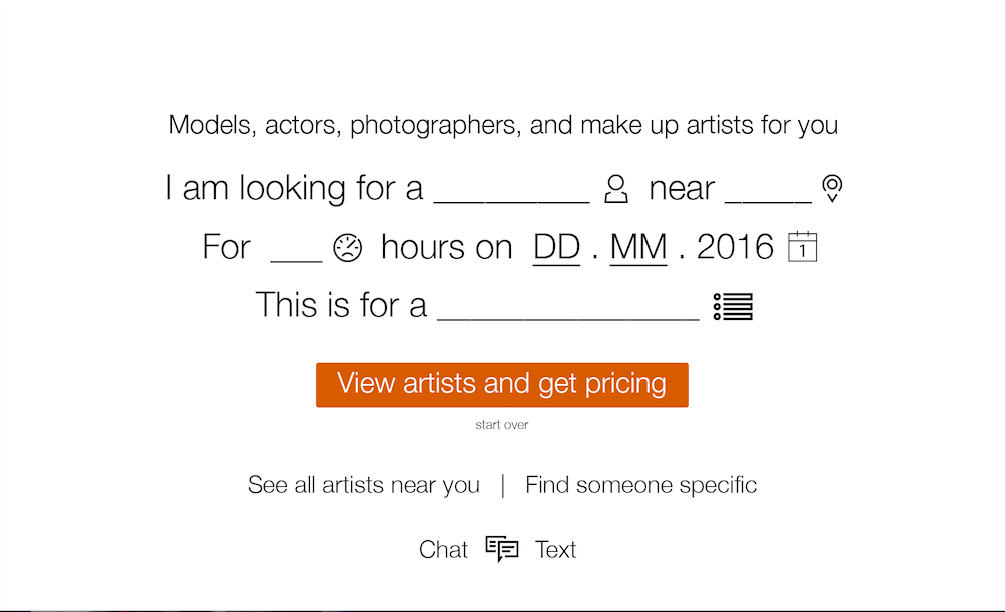 Models, actors, photographers, and make up artists for you
I am looking for a _________ near _____
For ___ hours on DD . MM . 2016 1
This is for a _______________
View artists and get pricing
start over
See all artists near you | Find someone specific
Chat Text